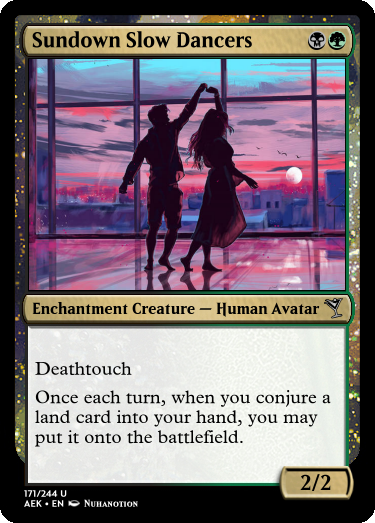 Sundown Slow Dancers
Enchantment Creature — Human Avatar
Deathtouch
Once each turn, when you conjure a
land card into your hand, you may
put it onto the battlefield.
2/2
171/244 U
AEK • EN Nuhanotion